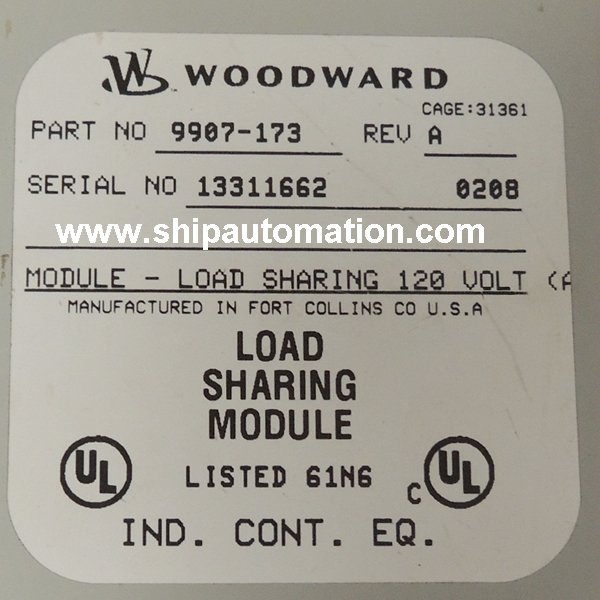 WOODWARD
CAGE:31361
PART NO 9907-173 REV A
SERIAL NO 13311662 0208
www.shipautomation.com
MODULE - LOAD SHARING 120 VOLT (A
MANUFACTURED IN FORT COLLINS CO U.S.A
LOAD
SHARING
MODULE
UL LISTED 61N6 C UL
IND. CONT. EQ.